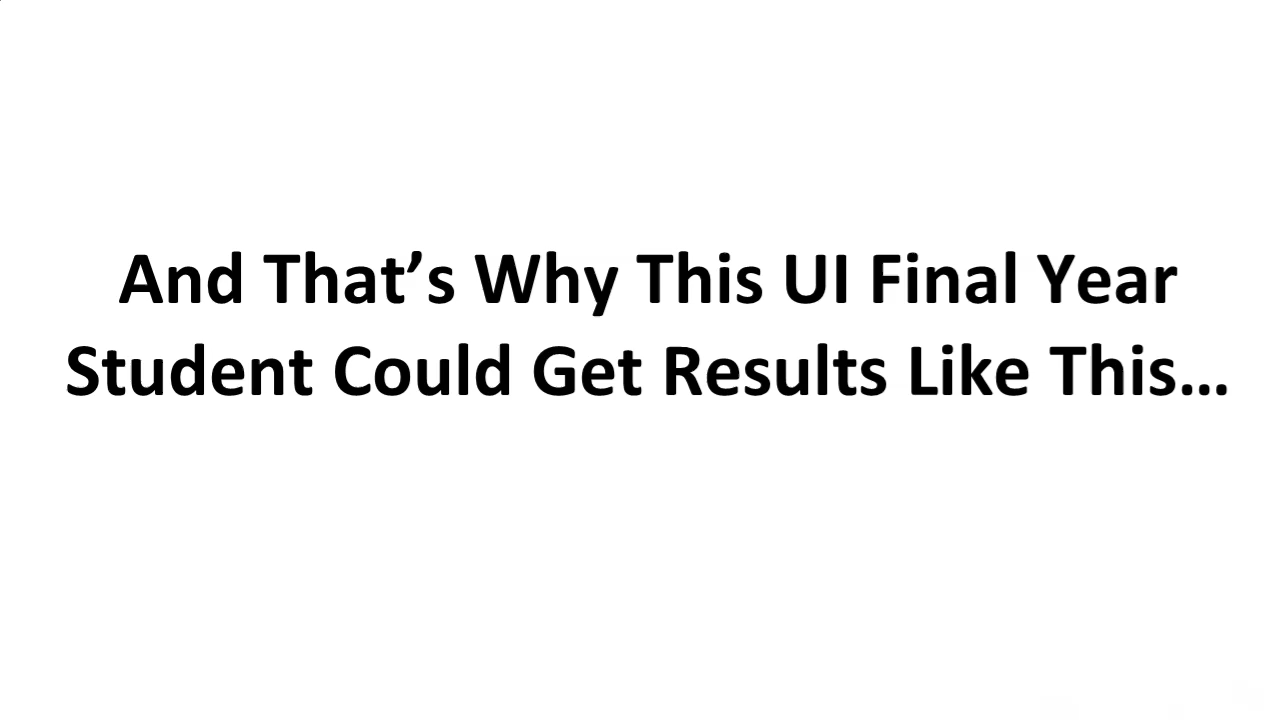 And That’s Why This UI Final Year
Student Could Get Results Like This…